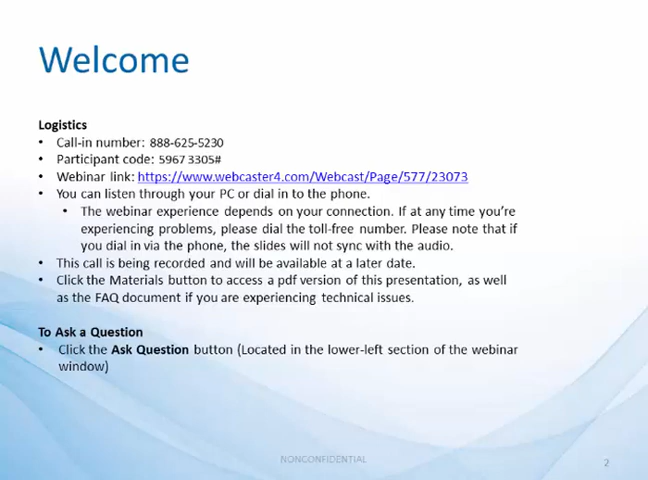 Welcome
Logistics
• Call-in number: 888-625-5230
• Participant code: 5967 3305#
• Webinar link: https://www.webcaster4.com/Webcast/Page/577/23073
• You can listen through your PC or dial in to the phone.
• The webinar experience depends on your connection. If at any time you’re
experiencing problems, please dial the toll-free number. Please note that if
you dial in via the phone, the slides will not sync with the audio.
• This call is being recorded and will be available at a later date.
• Click the Materials button to access a pdf version of this presentation, as well
as the FAQ document if you are experiencing technical issues.
To Ask a Question
• Click the Ask Question button (Located in the lower-left section of the webinar
window)
NONCONFIDENTIAL
2